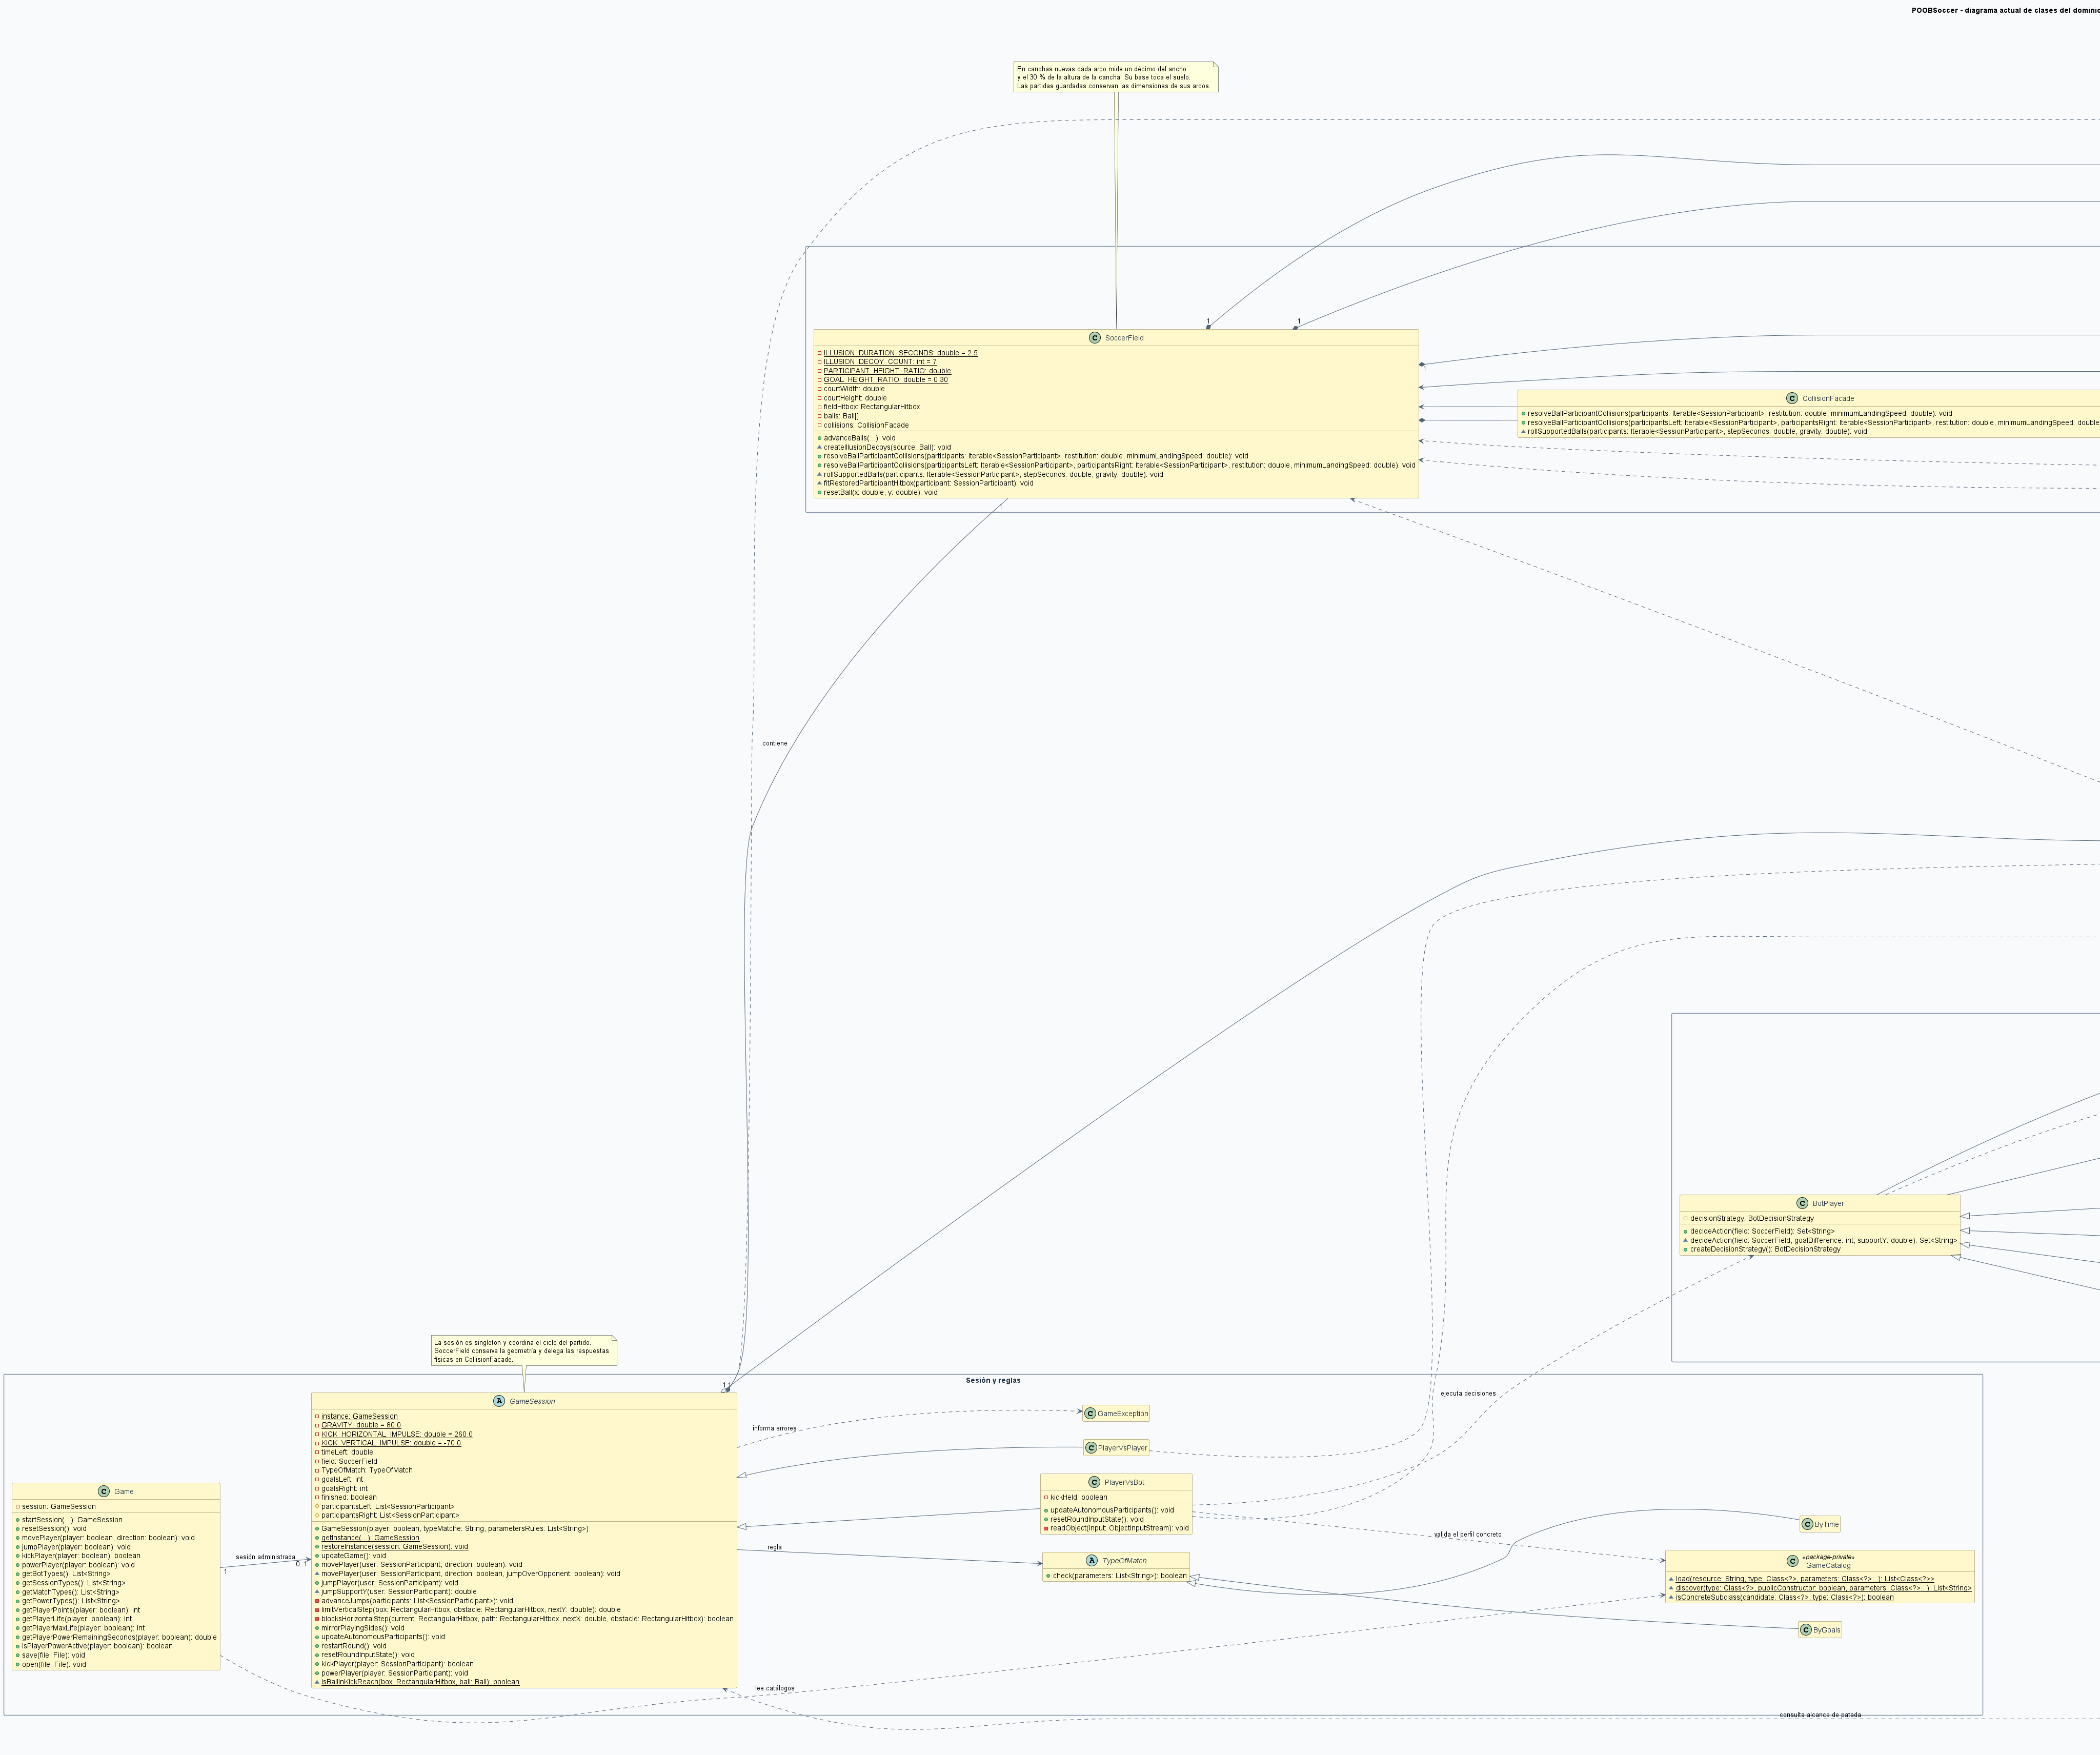 POOBSoccer - diagrama actual de clases del dominio
En canchas nuevas cada arco mide un décimo del ancho
y el 30 % de la altura de la cancha. Su base toca el suelo.
Las partidas guardadas conservan las dimensiones de sus arcos.
SoccerField
ILLUSION_DURATION_SECONDS: double = 2.5
ILLUSION_DECOY_COUNT: int = 7
PARTICIPANT_HEIGHT_RATIO: double
GOAL_HEIGHT_RATIO: double = 0.30
courtWidth: double
courtHeight: double
fieldHitbox: RectangularHitbox
balls: Ball[]
collisions: CollisionFacade
advanceBalls(...): void
createIllusionDecoys(source: Ball): void
resolveBallParticipantCollisions(participants: Iterable<SessionParticipant>, restitution: double, minimumLandingSpeed: double): void
resolveBallParticipantCollisions(participantsLeft: Iterable<SessionParticipant>, participantsRight: Iterable<SessionParticipant>, restitution: double, minimumLandingSpeed: double): void
rollSupportedBalls(participants: Iterable<SessionParticipant>, stepSeconds: double, gravity: double): void
fitRestoredParticipantHitbox(participant: SessionParticipant): void
resetBall(x: double, y: double): void
1
1
1
1
CollisionFacade
resolveBallParticipantCollisions(participants: Iterable<SessionParticipant>, restitution: double, minimumLandingSpeed: double): void
resolveBallParticipantCollisions(participantsLeft: Iterable<SessionParticipant>, participantsRight: Iterable<SessionParticipant>, restitution: double, minimumLandingSpeed: double
rollSupportedBalls(participants: Iterable<SessionParticipant>, stepSeconds: double, gravity: double): void
contiene
BotPlayer
decisionStrategy: BotDecisionStrategy
decideAction(field: SoccerField): Set<String>
decideAction(field: SoccerField, goalDifference: int, supportY: double): Set<String>
createDecisionStrategy(): BotDecisionStrategy
La sesión es singleton y coordina el ciclo del partido.
SoccerField conserva la geometría y delega las respuestas
físicas en CollisionFacade.
Sesión y reglas
Game
session: GameSession
startSession(...): GameSession
resetSession(): void
movePlayer(player: boolean, direction: boolean): void
jumpPlayer(player: boolean): void
kickPlayer(player: boolean): boolean
powerPlayer(player: boolean): void
getBotTypes(): List<String>
getSessionTypes(): List<String>
getMatchTypes(): List<String>
getPowerTypes(): List<String>
getPlayerPoints(player: boolean): int
getPlayerLife(player: boolean): int
getPlayerMaxLife(player: boolean): int
getPlayerPowerRemainingSeconds(player: boolean): double
isPlayerPowerActive(player: boolean): boolean
save(file: File): void
open(file: File): void
sesión administrada
1
0..1
GameSession
instance: GameSession
GRAVITY: double = 80.0
KICK_HORIZONTAL_IMPULSE: double = 260.0
KICK_VERTICAL_IMPULSE: double = -70.0
timeLeft: double
field: SoccerField
TypeOfMatch: TypeOfMatch
goalsLeft: int
goalsRight: int
finished: boolean
participantsLeft: List<SessionParticipant>
participantsRight: List<SessionParticipant>
GameSession(player: boolean, typeMatche: String, parametersRules: List<String>)
getInstance(...): GameSession
restoreInstance(session: GameSession): void
updateGame(): void
movePlayer(user: SessionParticipant, direction: boolean): void
movePlayer(user: SessionParticipant, direction: boolean, jumpOverOpponent: boolean): void
jumpPlayer(user: SessionParticipant): void
jumpSupportY(user: SessionParticipant): double
advanceJumps(participants: List<SessionParticipant>): void
limitVerticalStep(box: RectangularHitbox, obstacle: RectangularHitbox, nextY: double): double
blocksHorizontalStep(current: RectangularHitbox, path: RectangularHitbox, nextX: double, obstacle: RectangularHitbox): boolean
mirrorPlayingSides(): void
updateAutonomousParticipants(): void
restartRound(): void
resetRoundInputState(): void
kickPlayer(player: SessionParticipant): boolean
powerPlayer(player: SessionParticipant): void
isBallInKickReach(box: RectangularHitbox, ball: Ball): boolean
1
1
informa errores
GameException
PlayerVsPlayer
PlayerVsBot
kickHeld: boolean
updateAutonomousParticipants(): void
resetRoundInputState(): void
readObject(input: ObjectInputStream): void
regla
TypeOfMatch
check(parameters: List<String>): boolean
ejecuta decisiones
valida el perfil concreto
ByTime
«package-private»
GameCatalog
load(resource: String, type: Class<?>, parameters: Class<?>...): List<Class<?>>
discover(type: Class<?>, publicConstructor: boolean, parameters: Class<?>...): List<String>
isConcreteSubclass(candidate: Class<?>, type: Class<?>): boolean
ByGoals
lee catálogos
consulta alcance de patada